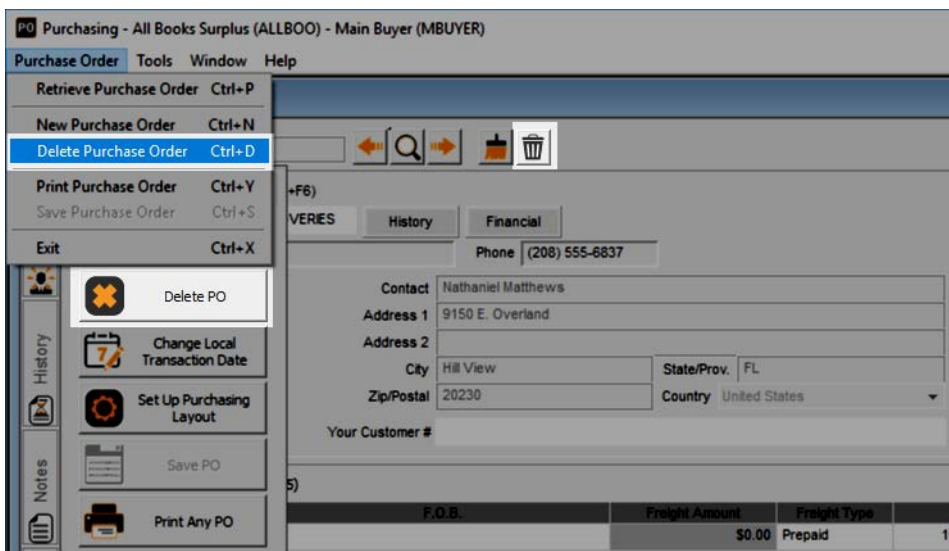 PO Purchasing - All Books Surplus (ALLBOO) - Main Buyer (MBUYER)
Purchase Order Tools Window Help
Retrieve Purchase Order Ctrl+P
New Purchase Order Ctrl+N
Delete Purchase Order Ctrl+D
Print Purchase Order Ctrl+Y
Save Purchase Order Ctrl+S
Exit Ctrl+X
+F6)
VERIES History Financial
Phone (208) 555-6837
Delete PO
Change Local
Transaction Date
Set Up Purchasing
Layout
Save PO
Print Any PO
History
Notes
Contact Nathaniel Matthews
Address 1 9150 E. Overland
Address 2
City Hill View State/Prov. FL
Zip/Postal 20230 Country United States
Your Customer #
5)
F.O.B. Freight Amount Freight Type
$0.00 Prepaid 1